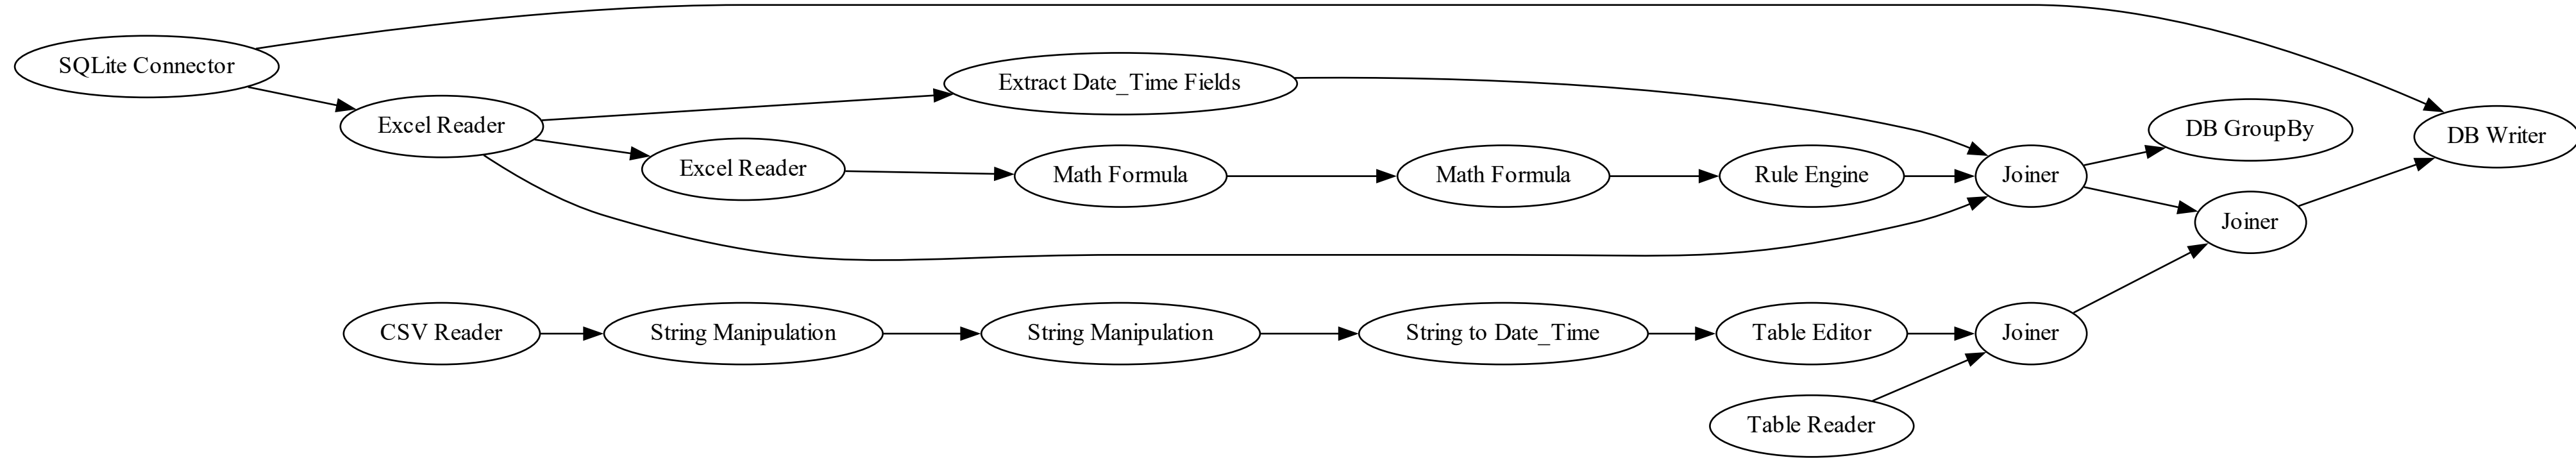 SQLite Connector
Excel Reader
Extract Date_Time Fields
Excel Reader
Math Formula
Math Formula
Rule Engine
Joiner
DB GroupBy
Joiner
DB Writer
CSV Reader
String Manipulation
String Manipulation
String to Date_Time
Table Editor
Joiner
Table Reader